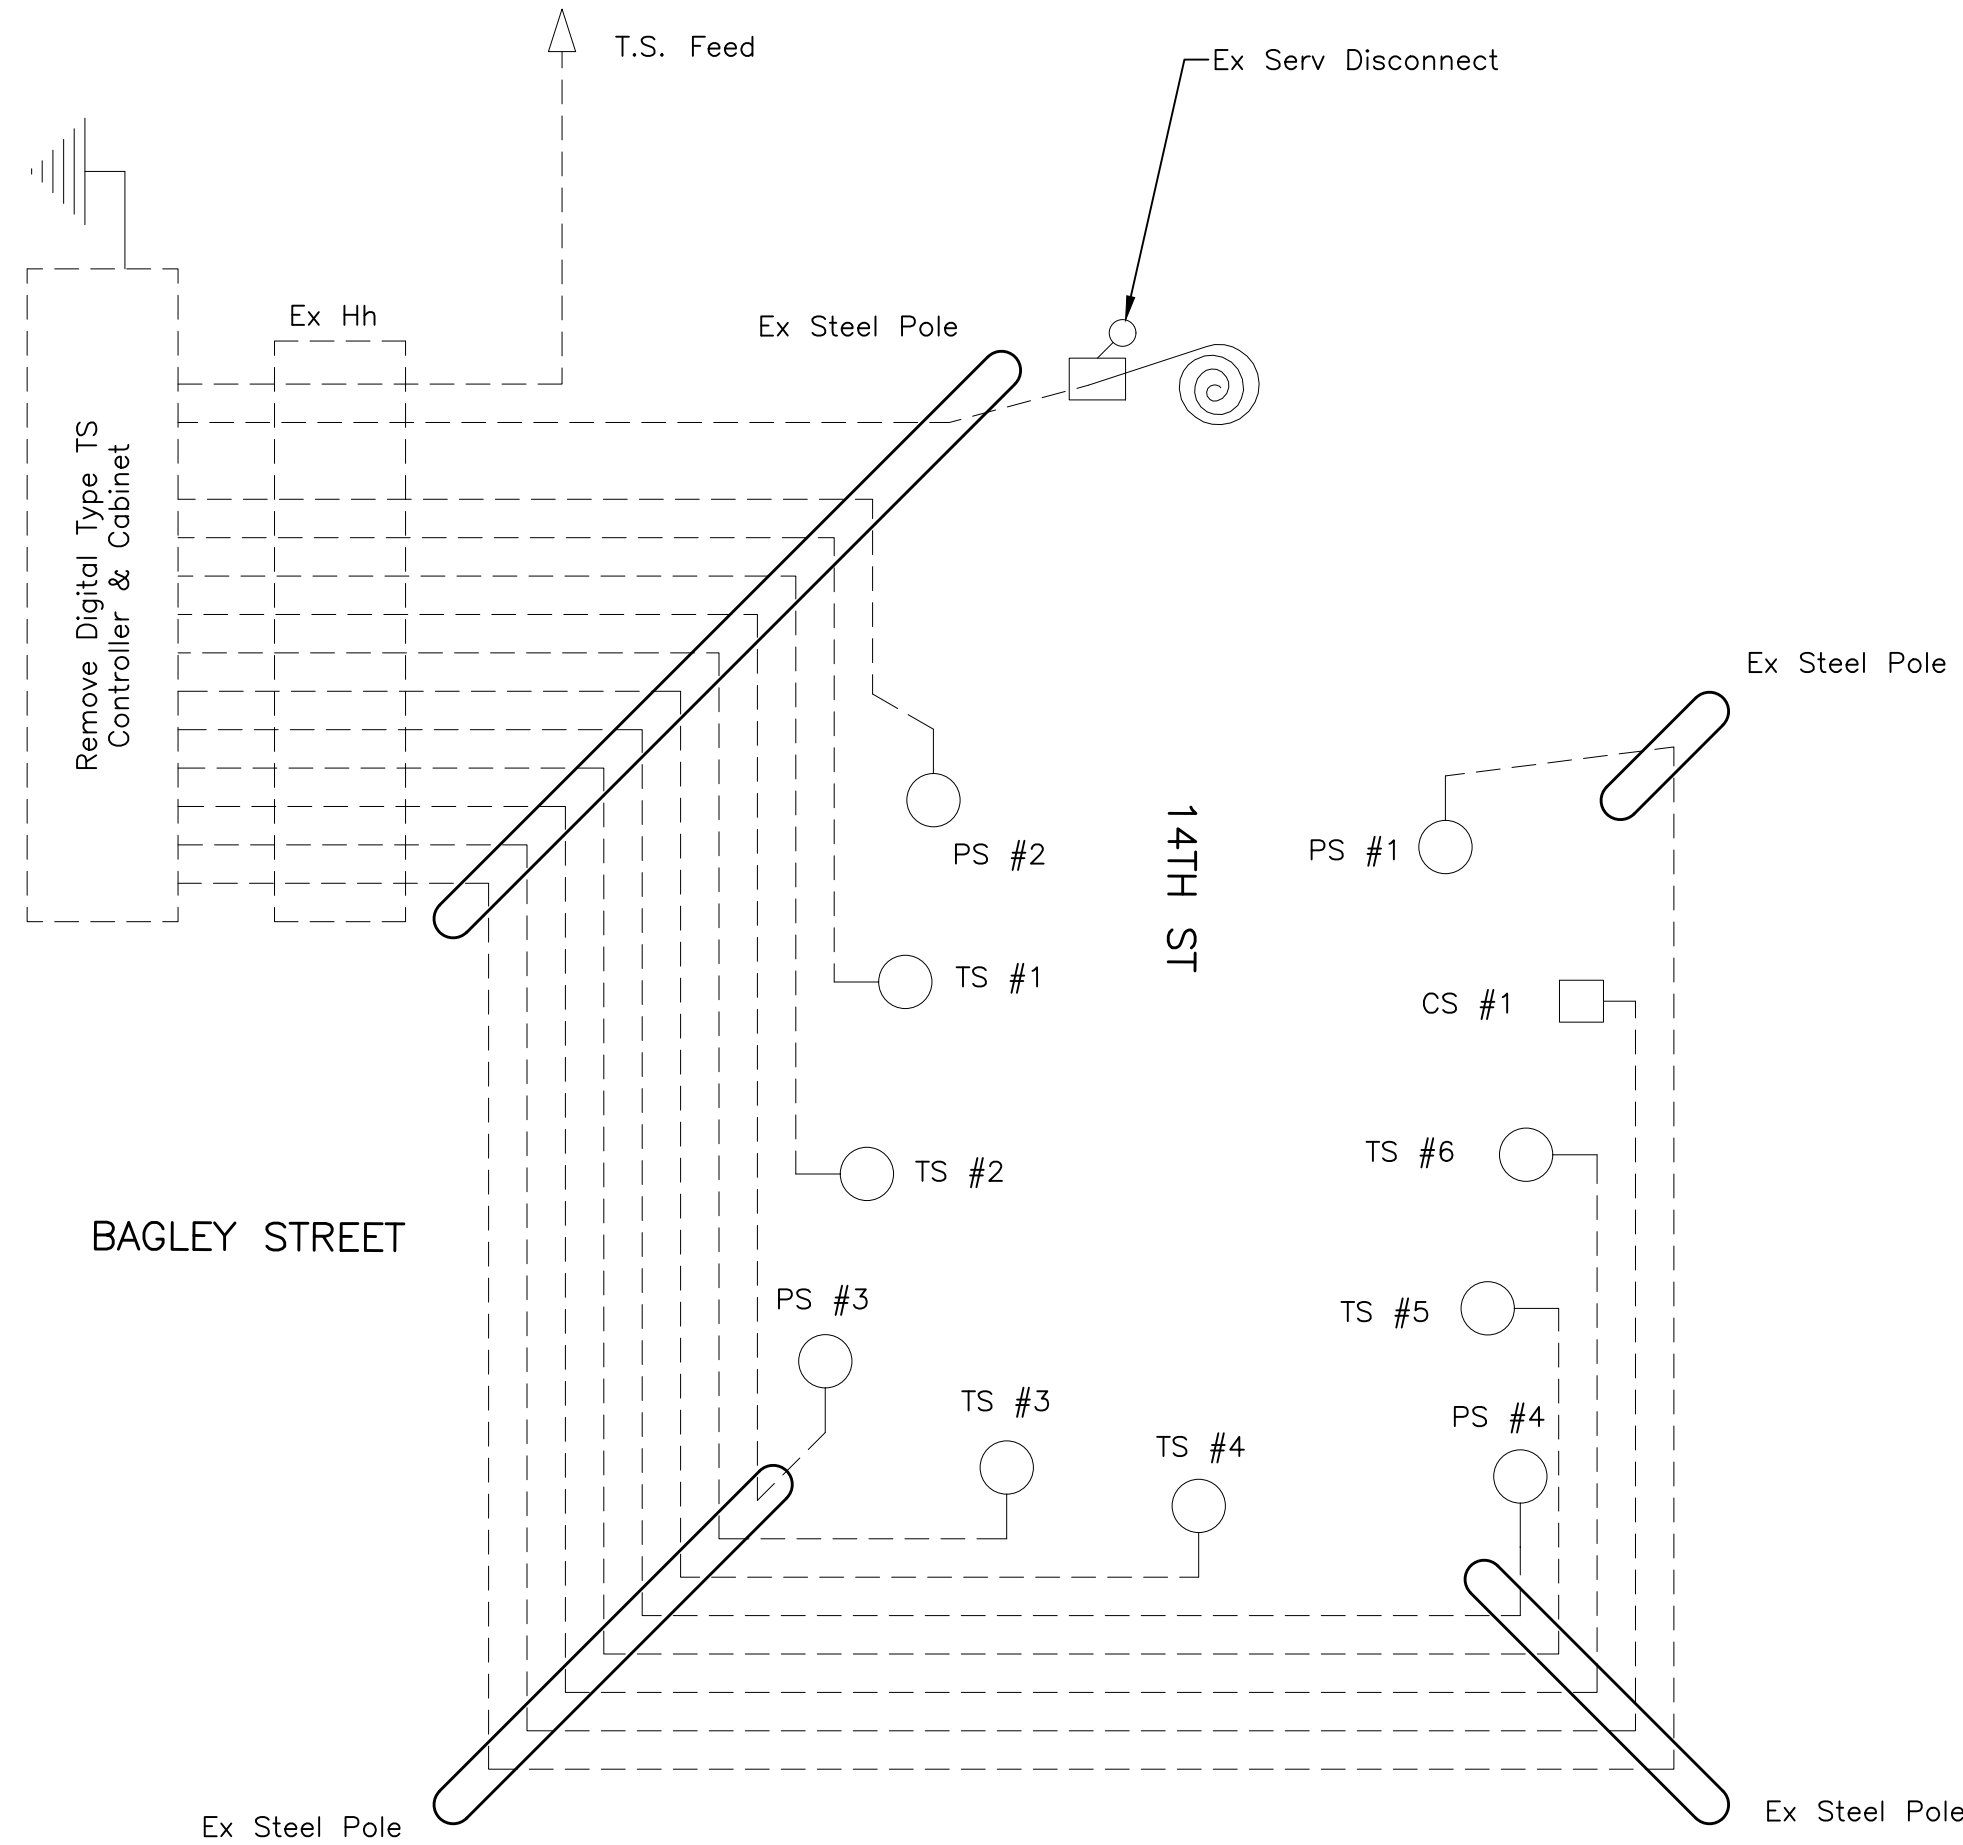 T.S. Feed
Ex Serv Disconnect
Ex Hh
Ex Steel Pole
Remove Digital Type TS
Controller & Cabinet
Ex Steel Pole
PS #2
14TH ST
PS #1
TS #1
CS #1
TS #2
TS #6
BAGLEY STREET
PS #3
TS #5
TS #3
TS #4
PS #4
Ex Steel Pole
Ex Steel Pole